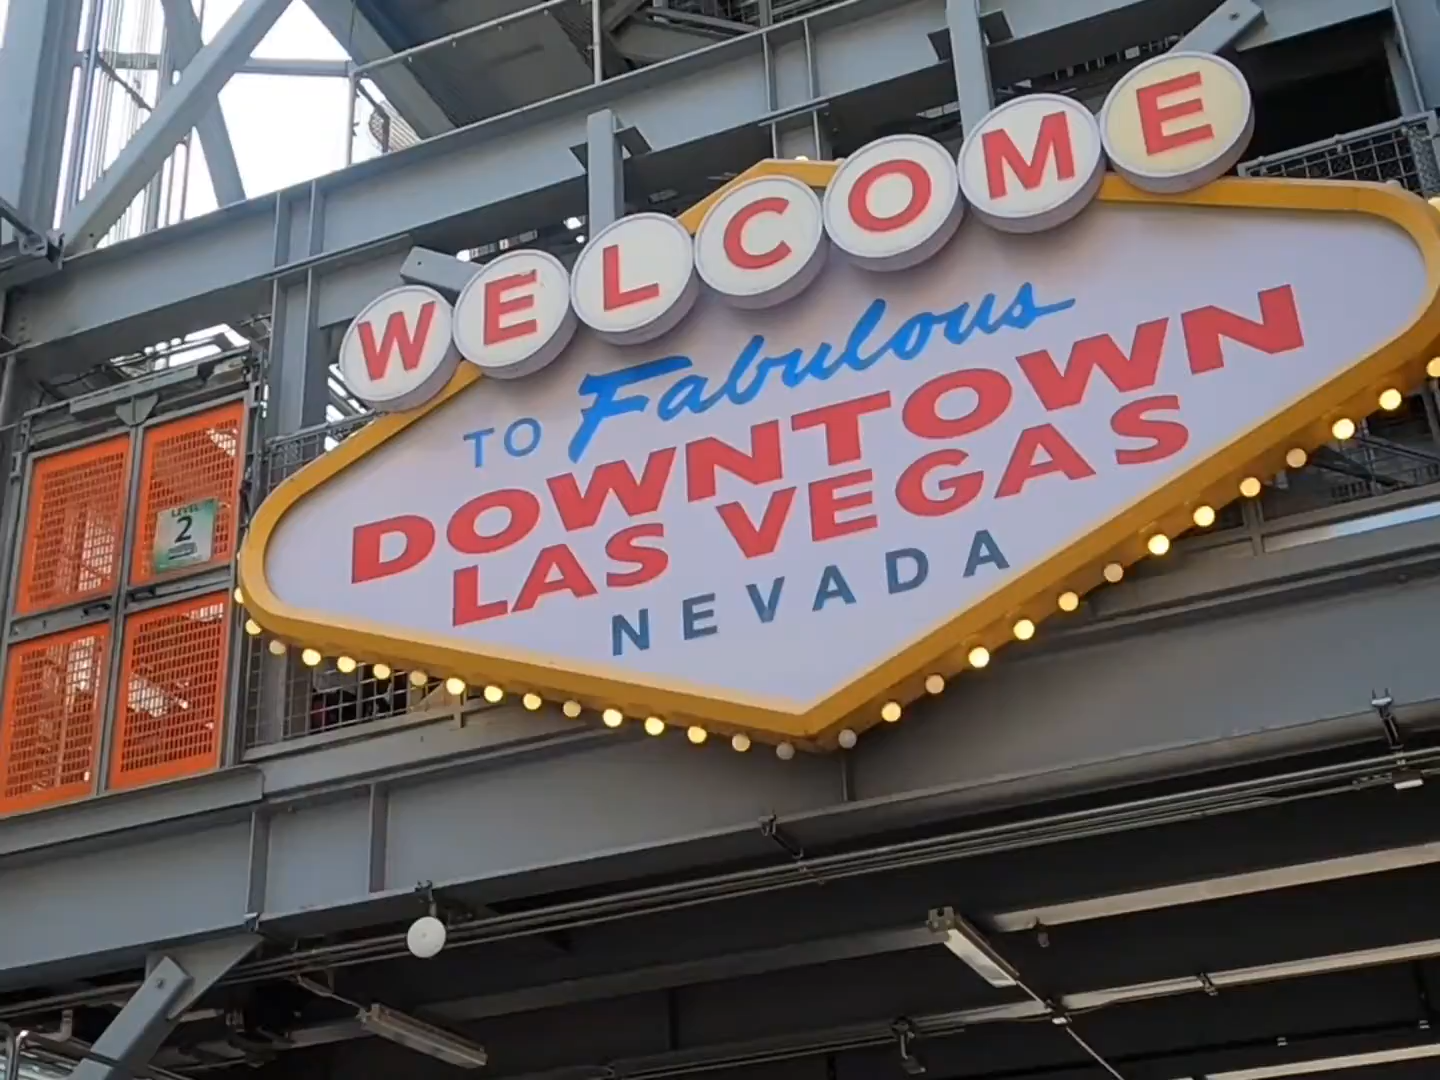 WELCOME
TO Fabulous
DOWNTOWN
LAS VEGAS
NEVADA
LEVEL
2